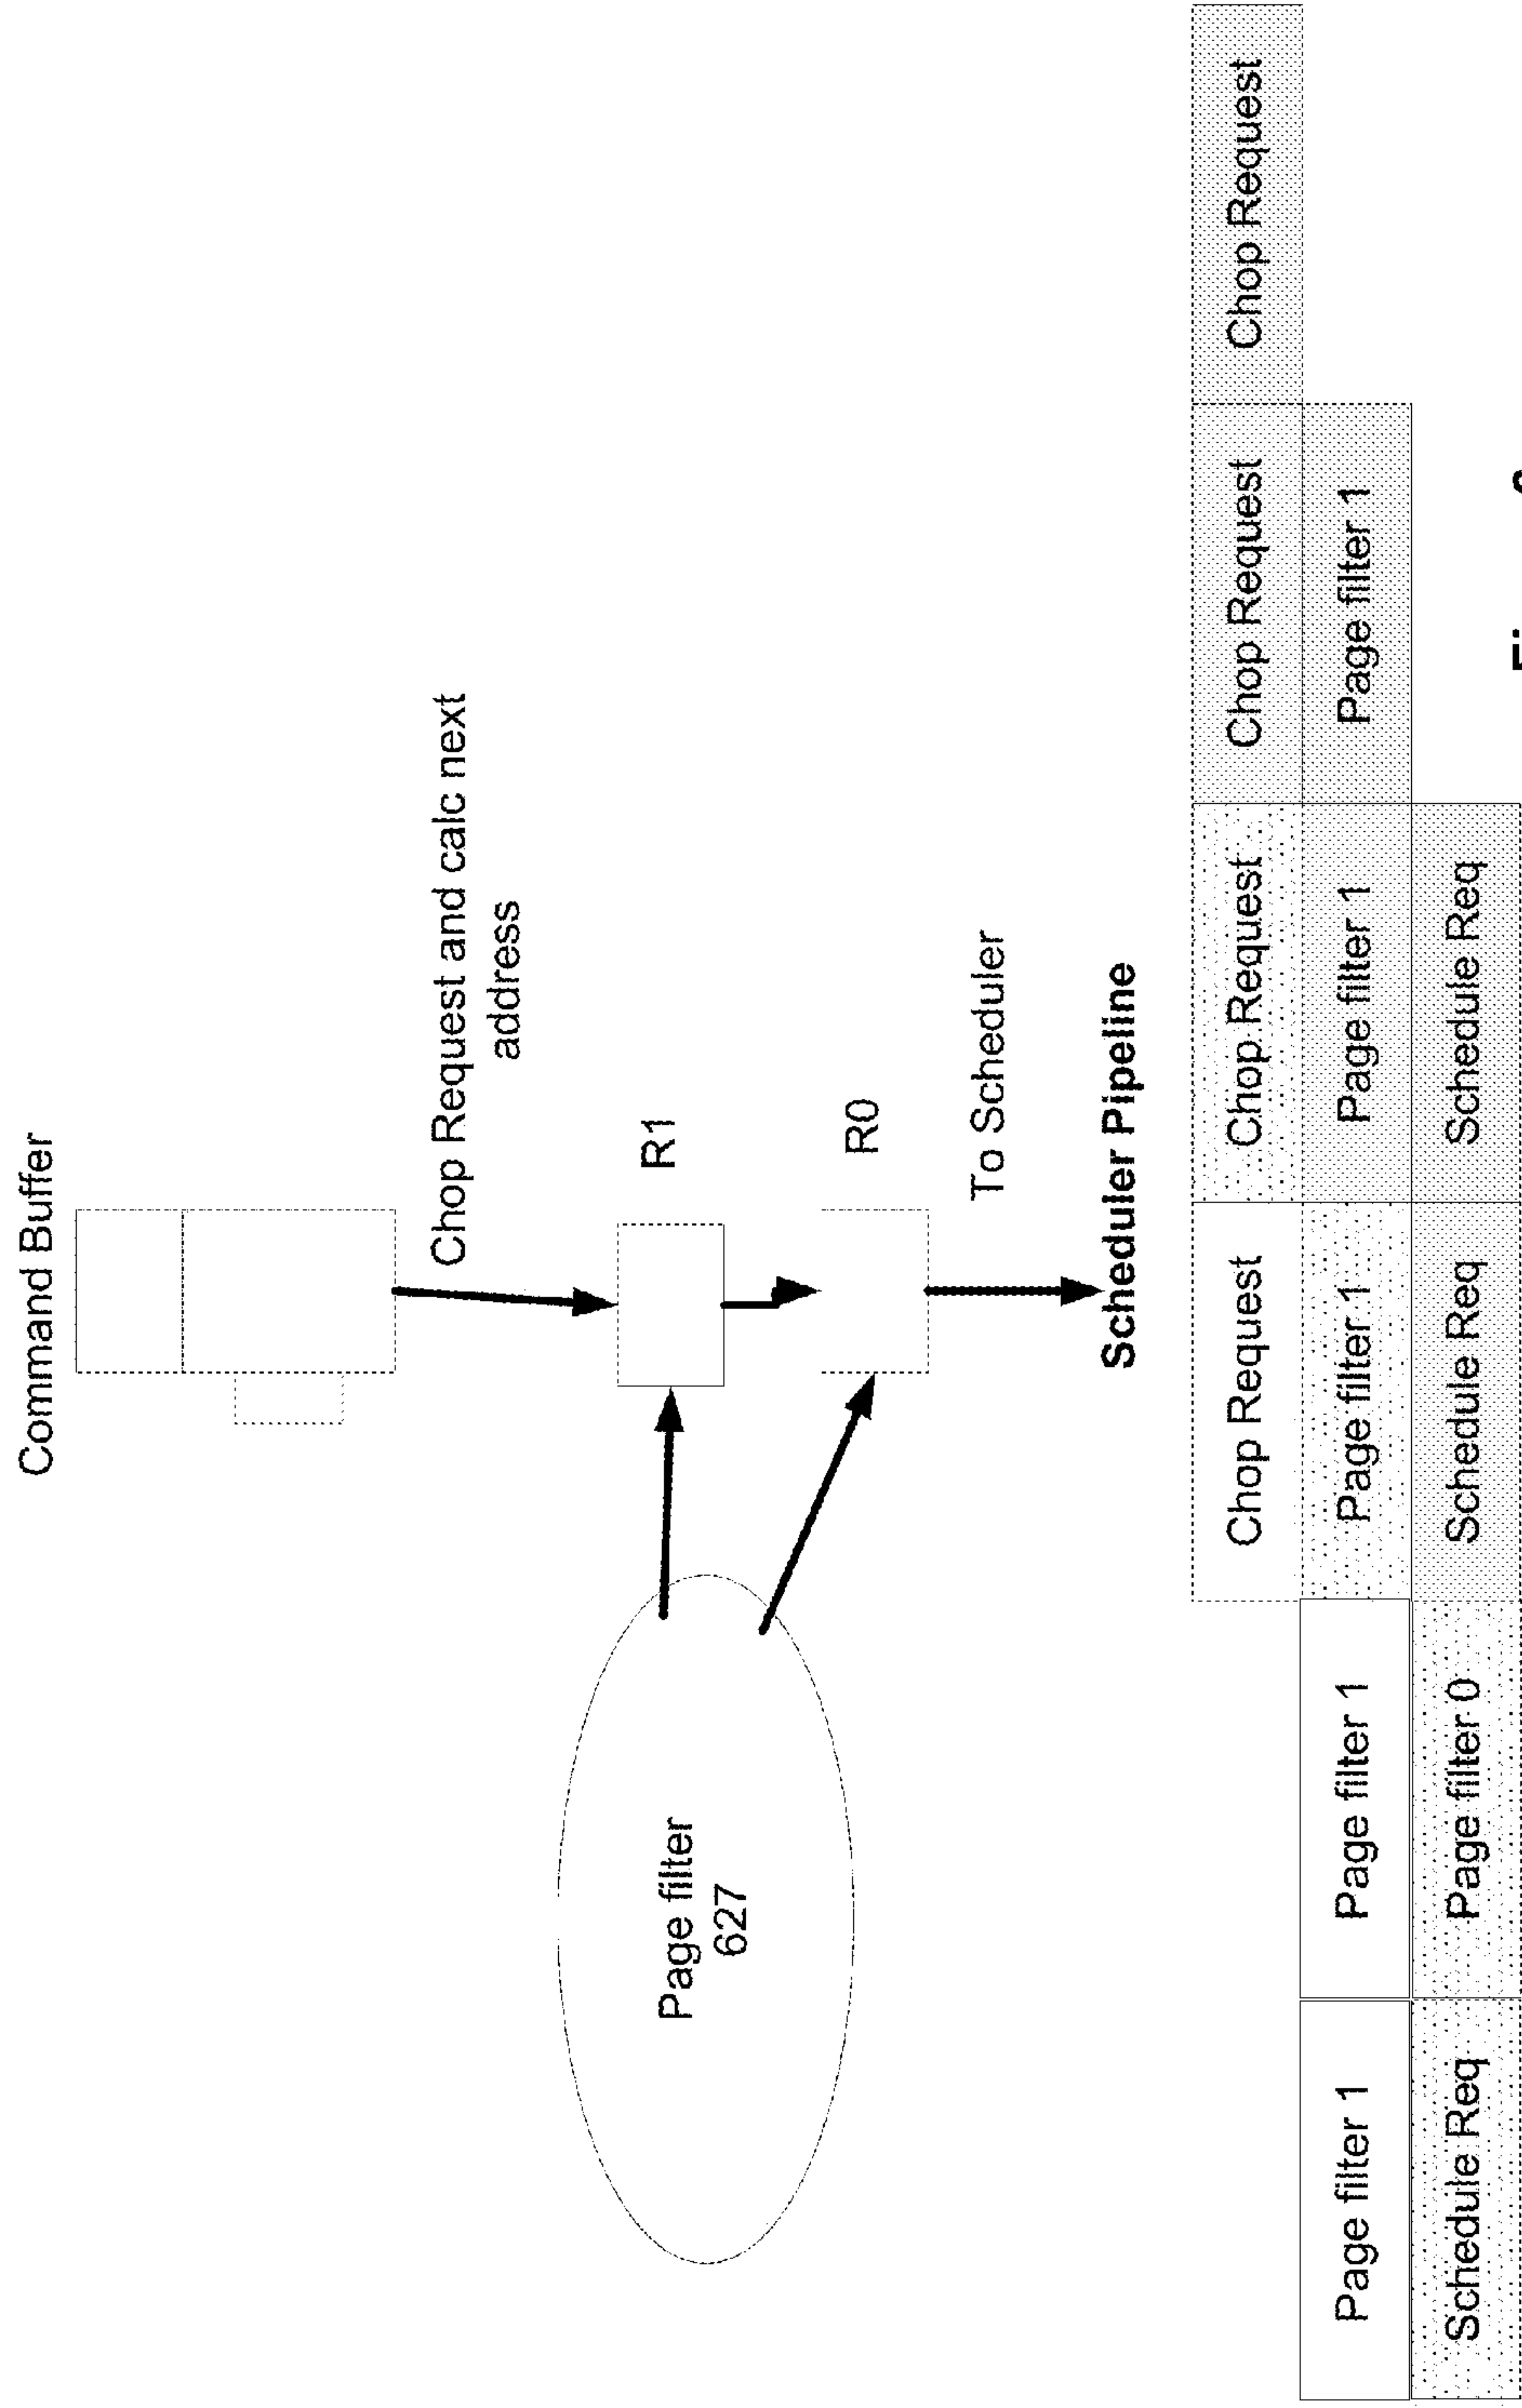 Command Buffer
Chop Request and calc next
address
R1
Page filter
627
R0
To Scheduler
Scheduler Pipeline
Chop Request Chop Request Chop Request Chop Request
Page filter 1 Page filter 1 Page filter 1 Page filter 1 Page filter 1
Schedule Req Page filter 0 Schedule Req Schedule Req